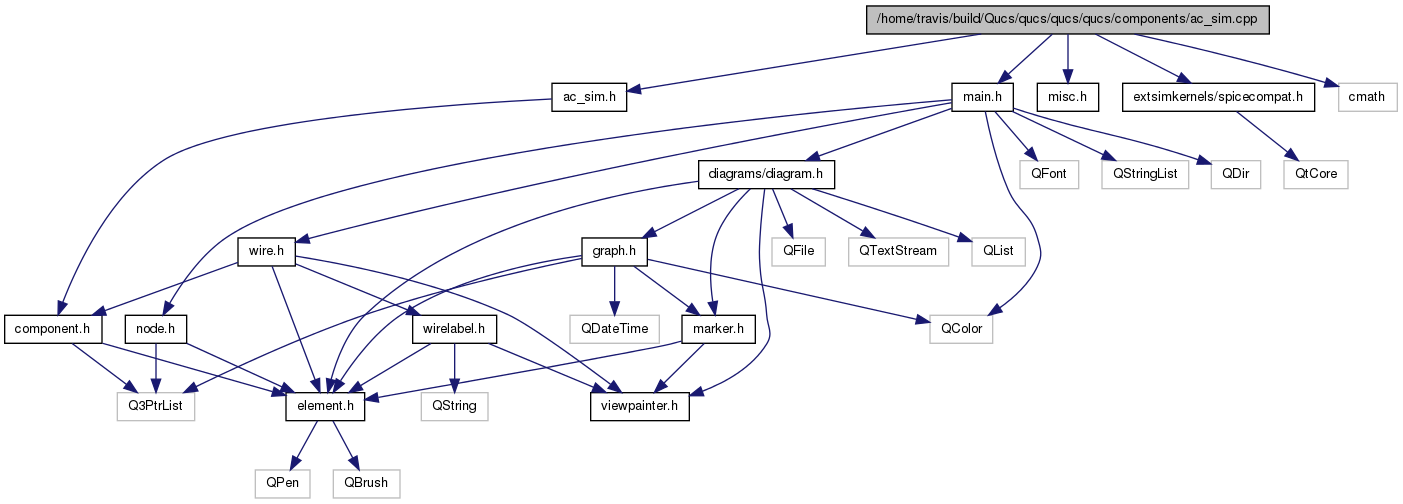 /home/travis/build/Qucs/qucs/qucs/qucs/components/ac_sim.cpp
ac_sim.h
main.h
misc.h
extsimkernels/spicecompat.h
cmath
diagrams/diagram.h
QFont
QStringList
QDir
QtCore
wire.h
graph.h
QFile
QTextStream
QList
component.h
node.h
wirelabel.h
QDateTime
marker.h
QColor
Q3PtrList
element.h
QString
viewpainter.h
QPen
QBrush